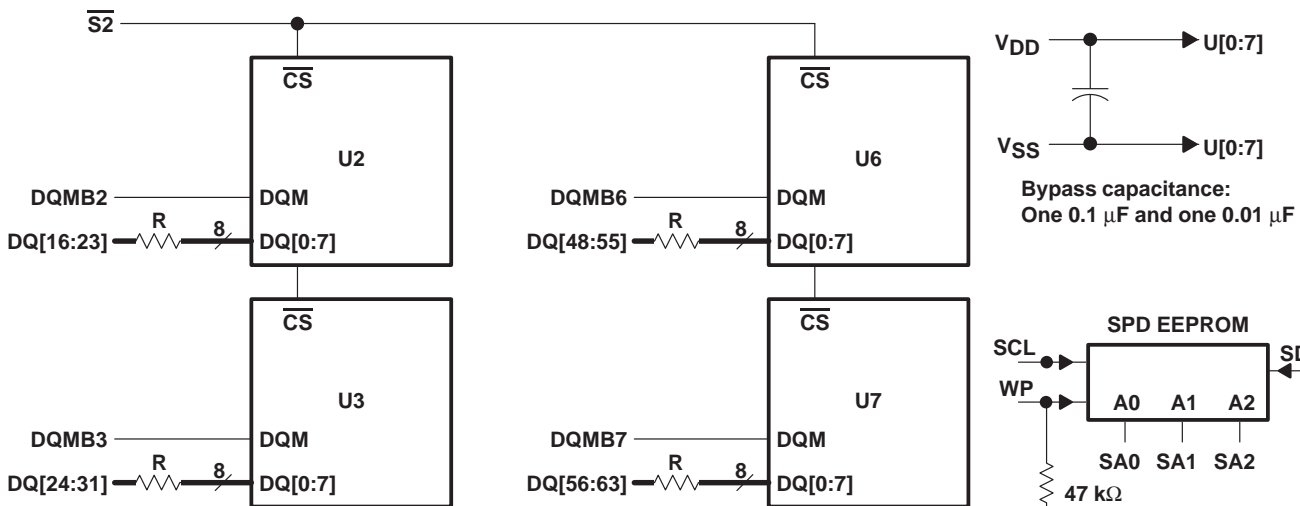 S2
CS
U2
DQMB2
DQM
R
8
DQ[16:23]
DQ[0:7]
CS
U6
DQMB6
DQM
R
8
DQ[48:55]
DQ[0:7]
VDD
U[0:7]
VSS
U[0:7]
Bypass capacitance:
One 0.1 μF and one 0.01 μF
CS
U3
DQMB3
DQM
R
8
DQ[24:31]
DQ[0:7]
CS
U7
DQMB7
DQM
R
8
DQ[56:63]
DQ[0:7]
SPD EEPROM
SCL
WP
A0 A1 A2
SA0 SA1 SA2
47 kΩ